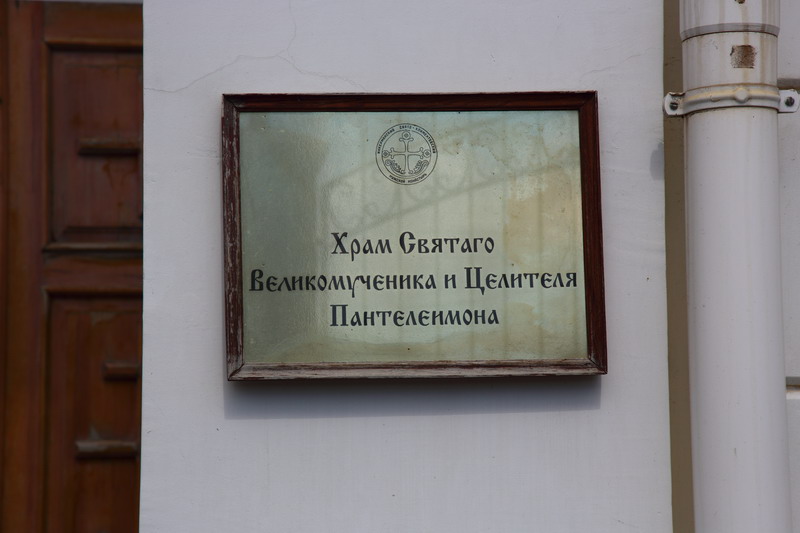 Храм Святаго
Великомученика и Целителя
Пантелеимона